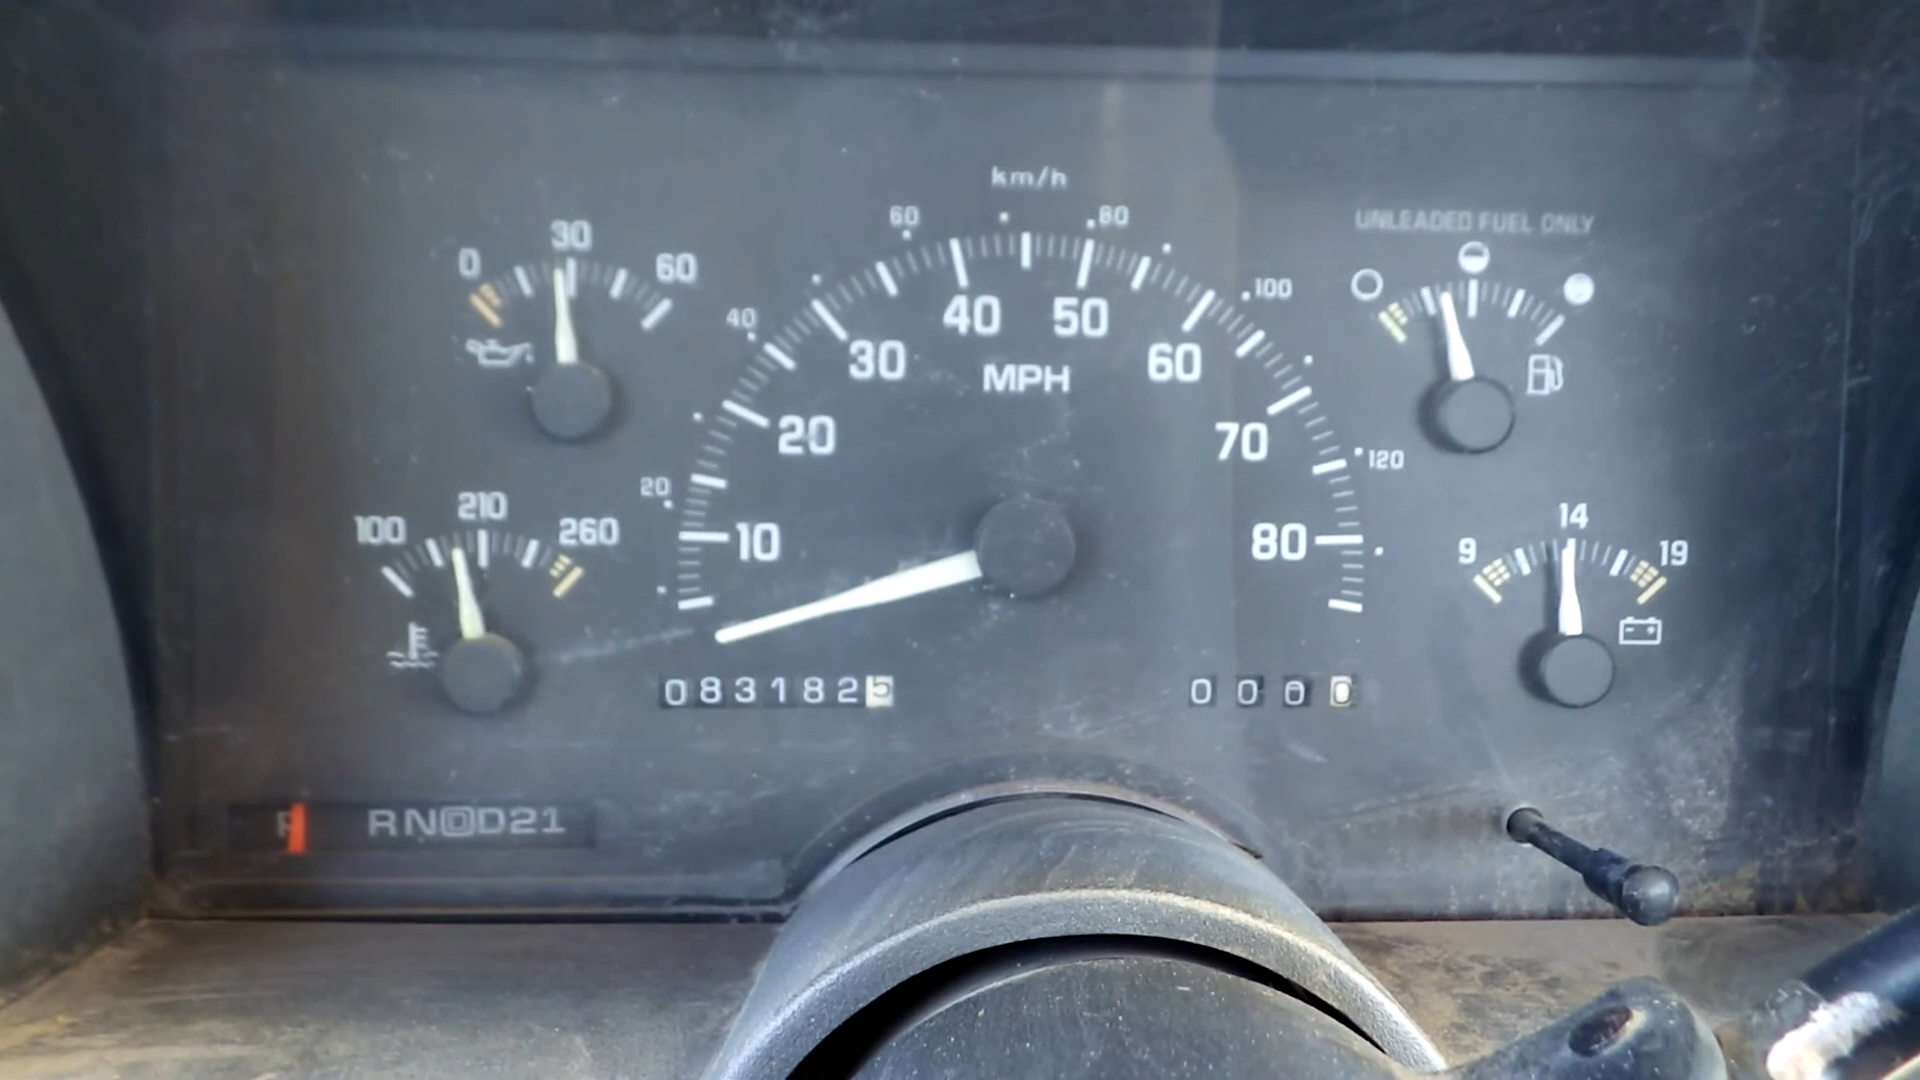 km/h
60 80
UNLEADED FUEL ONLY
0 30 60
40 100
40 50
30 60
MPH
20 70
20 120
100 210 260
10 80
9 14 19
0831825
0000
P RN D21